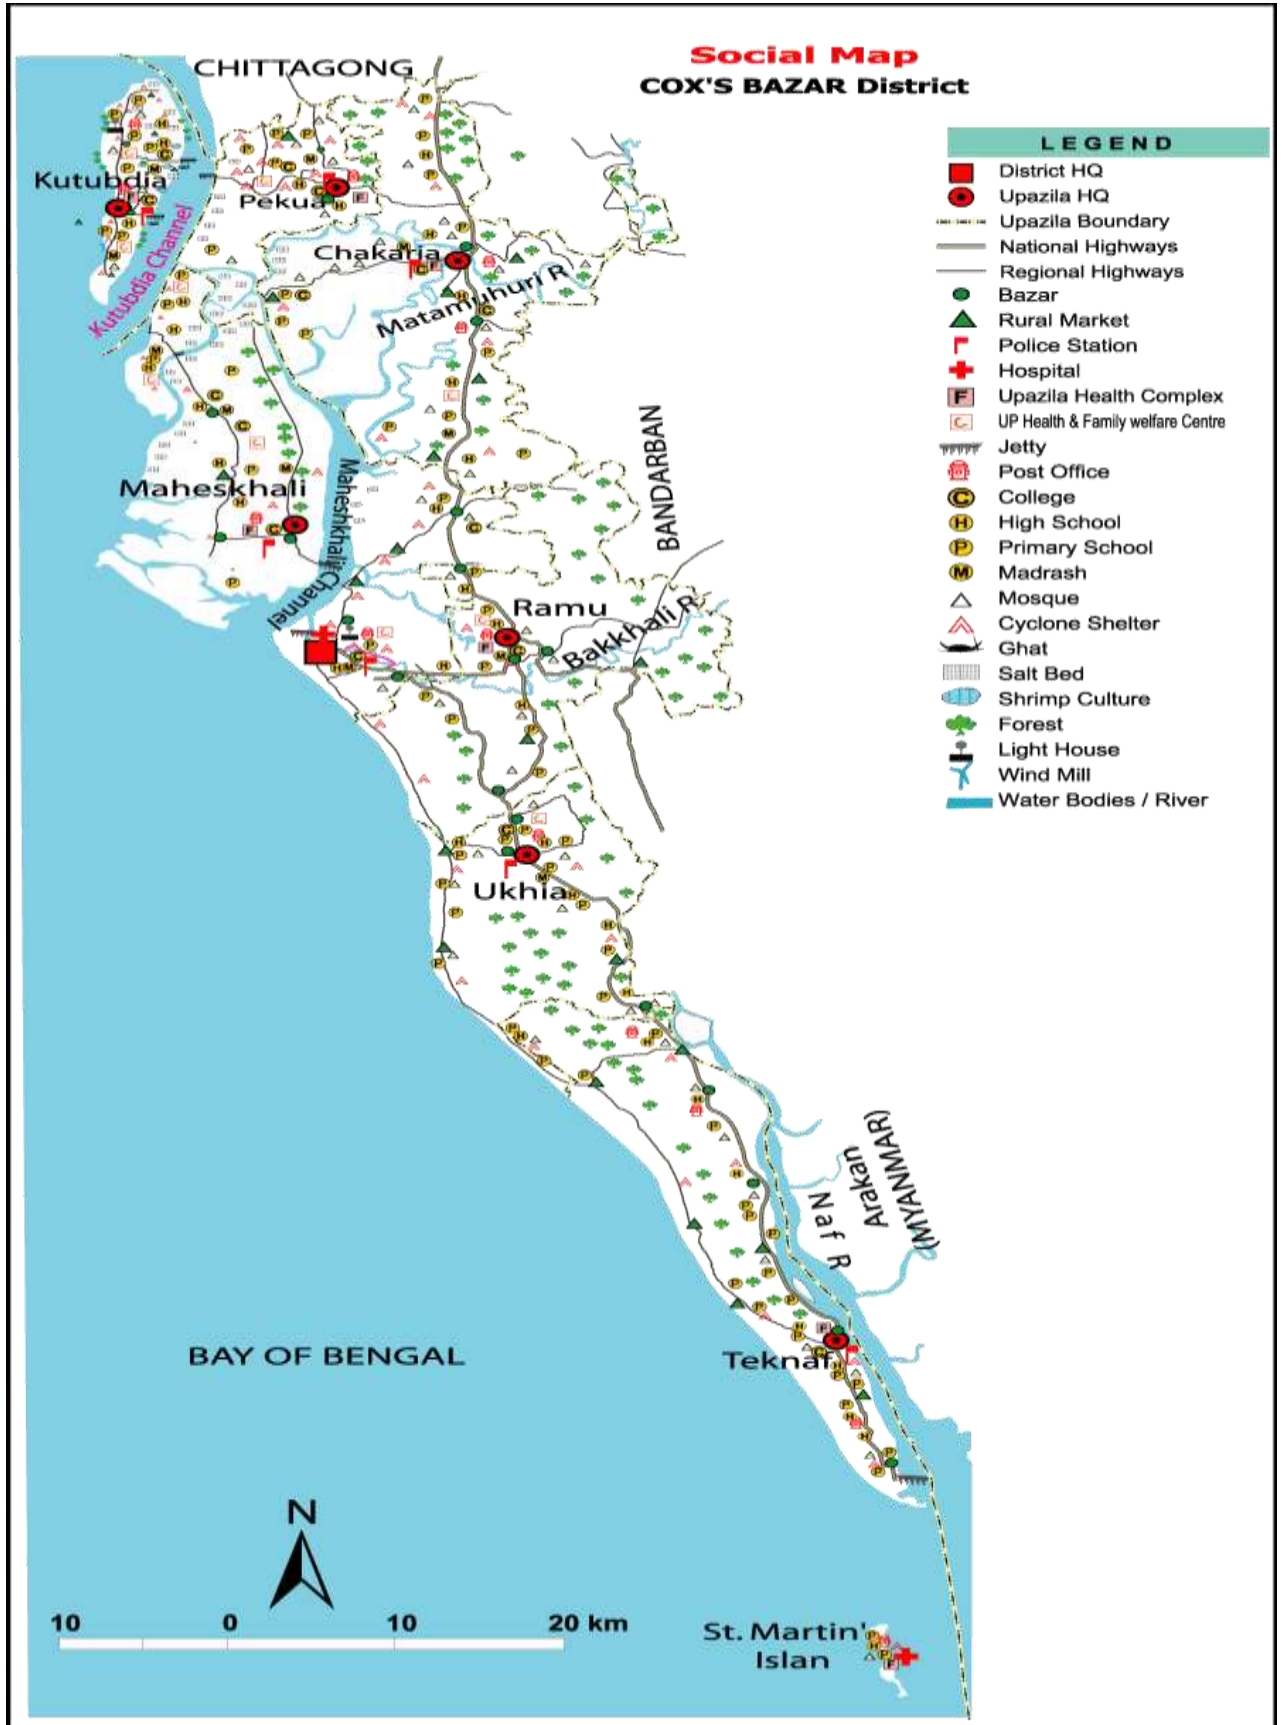 Social Map
COX'S BAZAR District
CHITTAGONG
Kutubdia
Pekua
Kutubdia Channel
Chakaria
Matamuhuri R
BANDARBAN
Maheskhali
Maheshkhali Channel
Ramu
Bakkhali R
Ukhia
Arakan
(MYANMAR)
Naf R
Teknaf
BAY OF BENGAL
N
10 0 10 20 km
St. Martin'
Islan
LEGEND
District HQ
Upazila HQ
Upazila Boundary
National Highways
Regional Highways
Bazar
Rural Market
Police Station
Hospital
F Upazila Health Complex
C UP Health & Family welfare Centre
Jetty
Post Office
C College
H High School
P Primary School
M Madrash
Mosque
Cyclone Shelter
Ghat
Salt Bed
Shrimp Culture
Forest
Light House
Wind Mill
Water Bodies / River